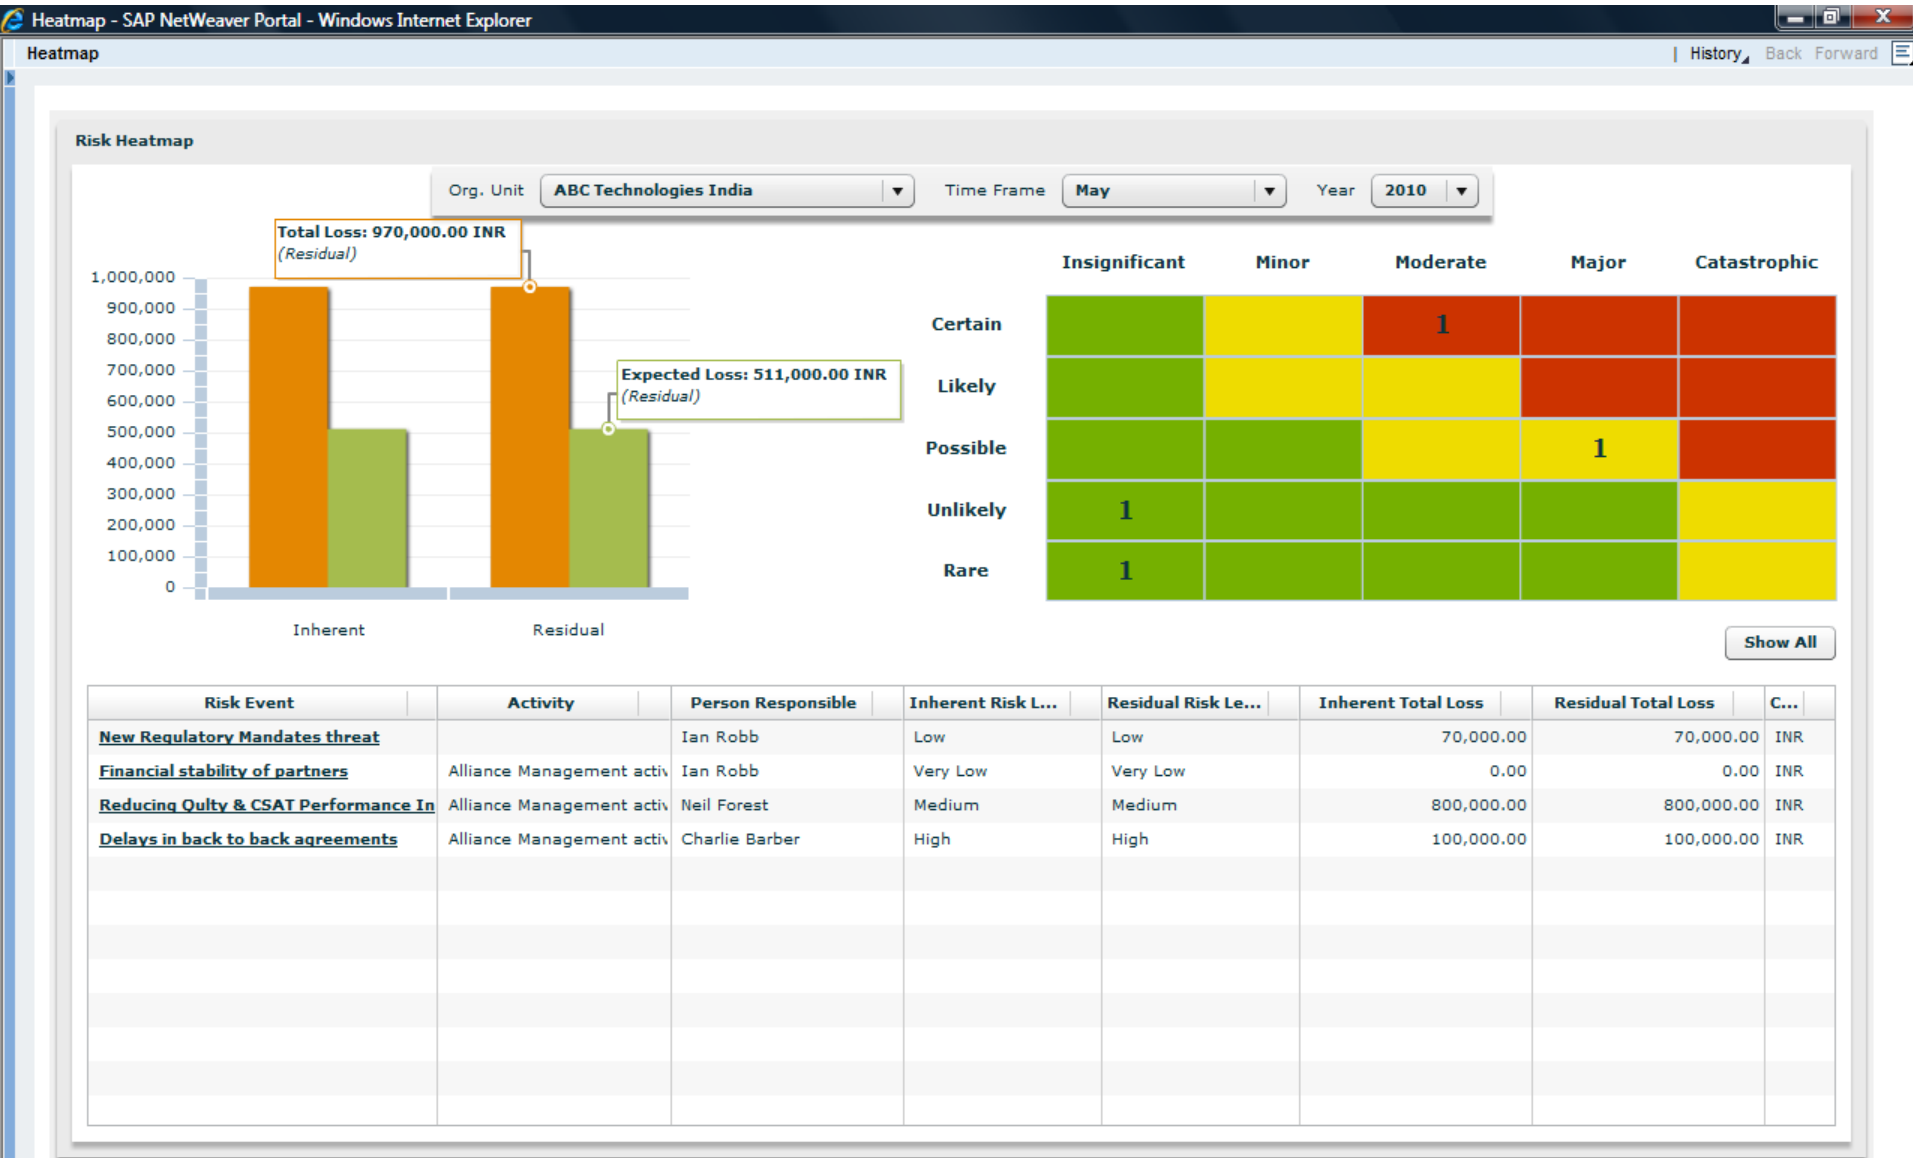 Heatmap - SAP NetWeaver Portal - Windows Internet Explorer
Heatmap
| History Back Forward
Risk Heatmap
Org. Unit ABC Technologies India Time Frame May Year 2010
Total Loss: 970,000.00 INR
(Residual)
1,000,000
900,000
800,000
700,000
600,000
500,000
400,000
300,000
200,000
100,000
0
Expected Loss: 511,000.00 INR
(Residual)
Inherent Residual
Insignificant Minor Moderate Major Catastrophic
Certain 1
Likely
Possible 1
Unlikely 1
Rare 1
Show All
Risk Event Activity Person Responsible Inherent Risk L... Residual Risk Le... Inherent Total Loss Residual Total Loss C...
New Regulatory Mandates threat Ian Robb Low Low 70,000.00 70,000.00 INR
Financial stability of partners Alliance Management activ Ian Robb Very Low Very Low 0.00 0.00 INR
Reducing Qulty & CSAT Performance In Alliance Management activ Neil Forest Medium Medium 800,000.00 800,000.00 INR
Delays in back to back agreements Alliance Management activ Charlie Barber High High 100,000.00 100,000.00 INR